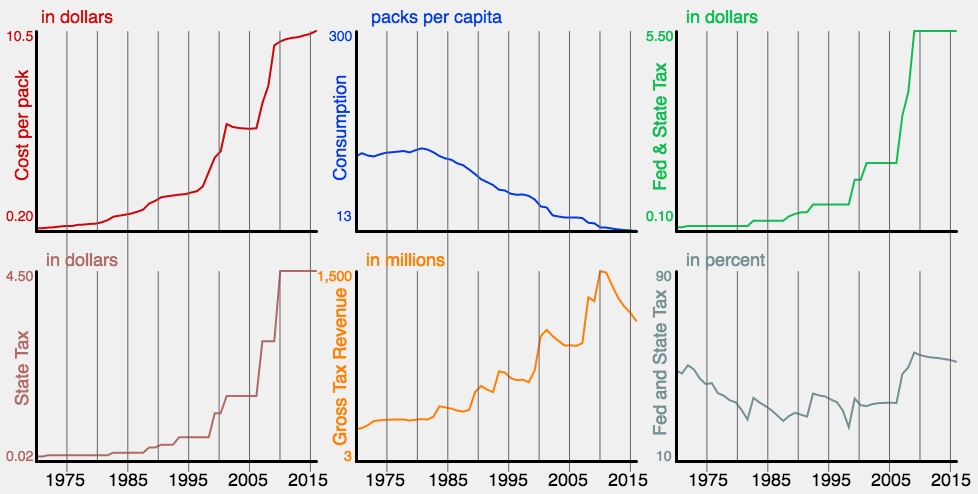 in dollars
10.5
Cost per pack
0.20
packs per capita
300
Consumption
13
in dollars
5.50
Fed & State Tax
0.10
in dollars
4.50
State Tax
0.02
1975 1985 1995 2005 2015
in millions
1,500
Gross Tax Revenue
3
1975 1985 1995 2005 2015
in percent
90
Fed and State Tax
10
1975 1985 1995 2005 2015